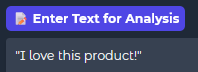 📝 Enter Text for Analysis
"I love this product!"